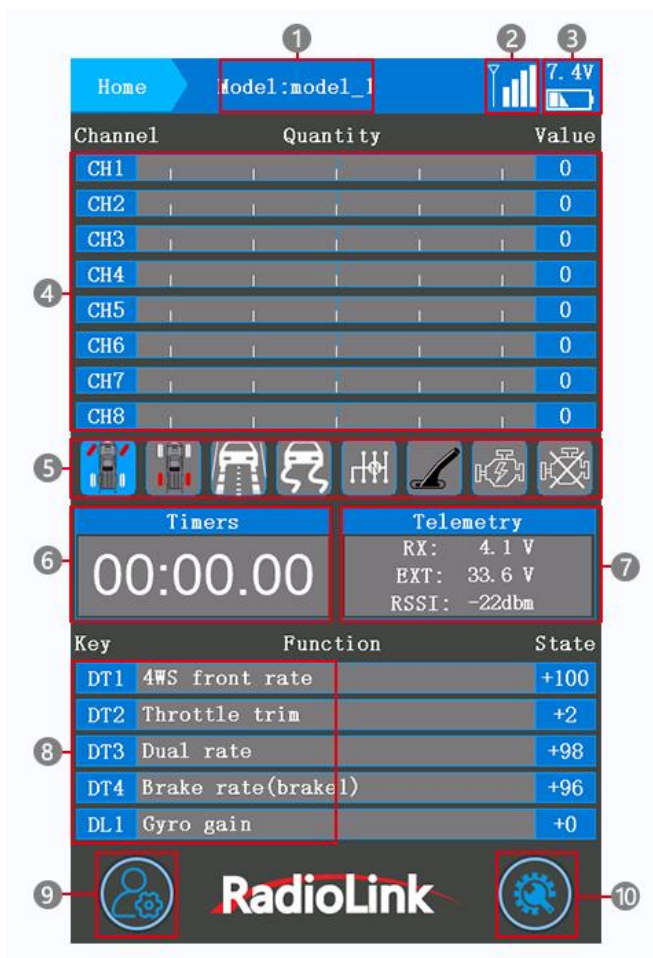 1 2 3
Home Model:model_1 7.4V
Channel Quantity Value
CH1 0
CH2 0
CH3 0
4 CH4 0
CH5 0
CH6 0
CH7 0
CH8 0
5
Timers Telemetry
6 00:00.00 RX: 4.1 V
EXT: 33.6 V 7
RSSI: -22dbm
Key Function State
DT1 4WS front rate +100
DT2 Throttle trim +2
8 DT3 Dual rate +98
DT4 Brake rate(brake1) +96
DL1 Gyro gain +0
9 RadioLink 10